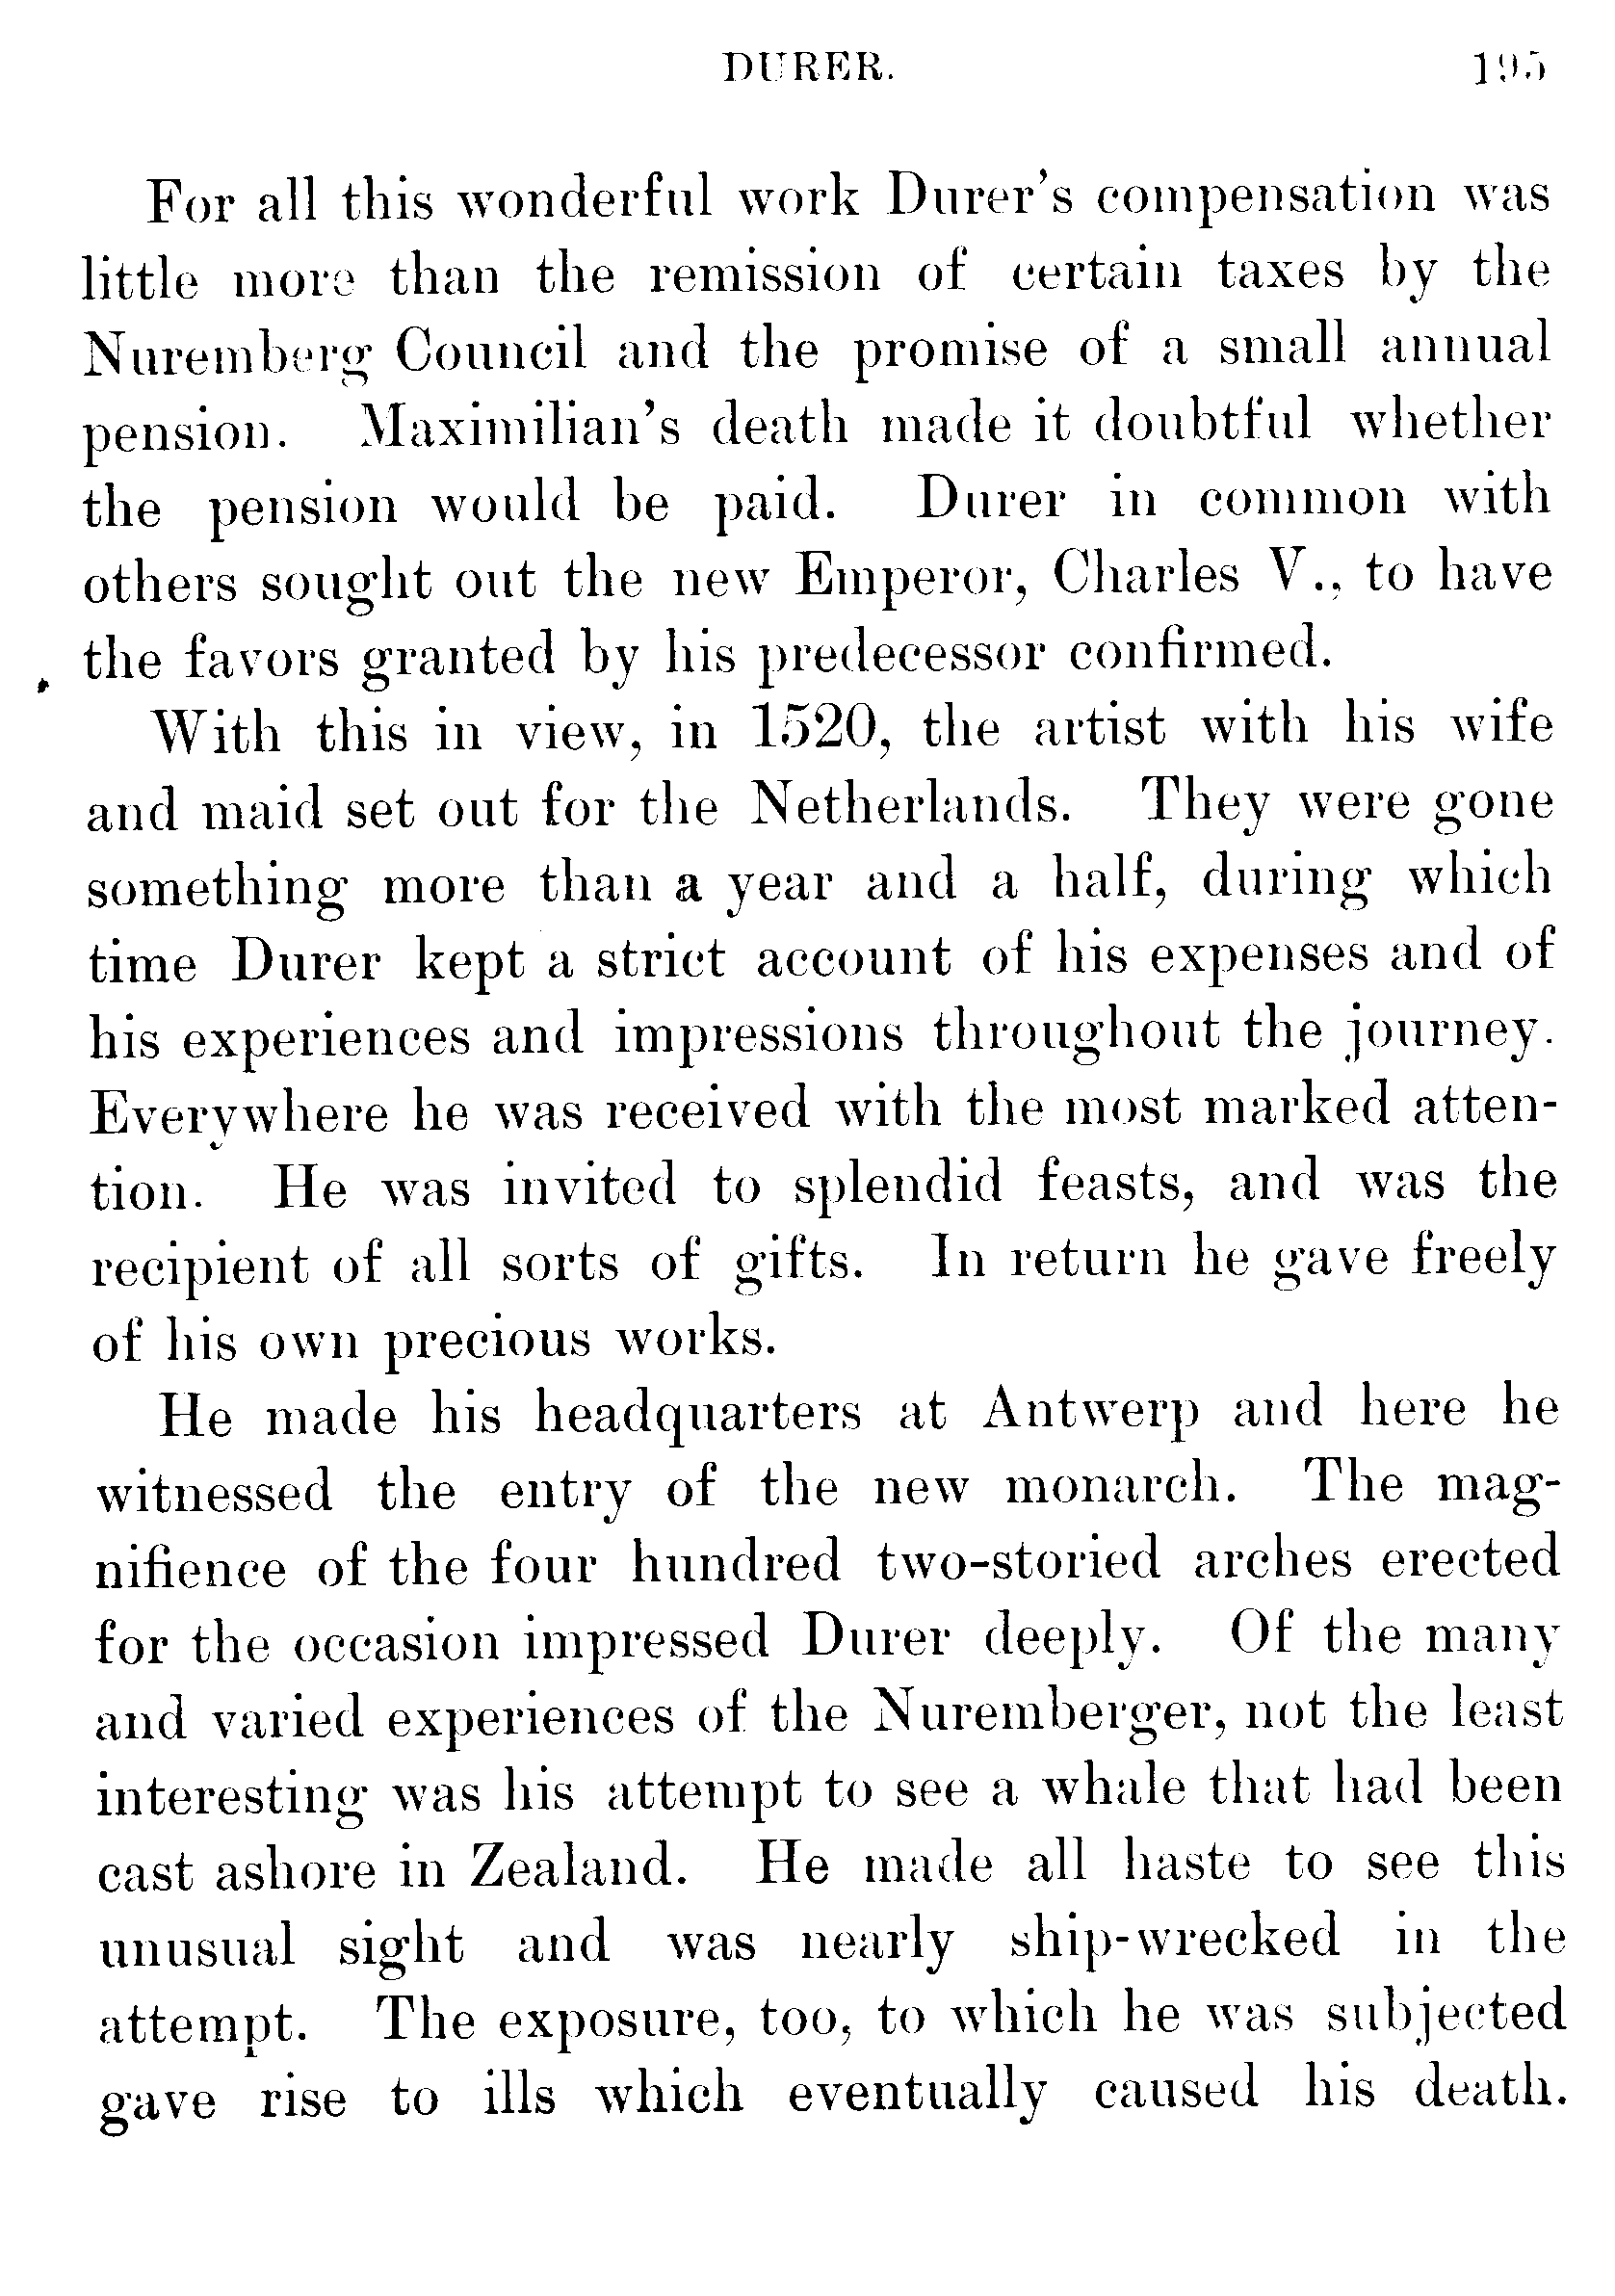 DURER. 195
For all this wonderful work Durer's compensation was
little more than the remission of certain taxes by the
Nuremberg Council and the promise of a small annual
pension. Maximilian's death made it doubtful whether
the pension would be paid. Durer in common with
others sought out the new Emperor, Charles V., to have
the favors granted by his predecessor confirmed.
With this in view, in 1520, the artist with his wife
and maid set out for the Netherlands. They were gone
something more than a year and a half, during which
time Durer kept a strict account of his expenses and of
his experiences and impressions throughout the journey.
Everywhere he was received with the most marked atten-
tion. He was invited to splendid feasts, and was the
recipient of all sorts of gifts. In return he gave freely
of his own precious works.
He made his headquarters at Antwerp and here he
witnessed the entry of the new monarch. The mag-
nifience of the four hundred two-storied arches erected
for the occasion impressed Durer deeply. Of the many
and varied experiences of the Nuremberger, not the least
interesting was his attempt to see a whale that had been
cast ashore in Zealand. He made all haste to see this
unusual sight and was nearly ship-wrecked in the
attempt. The exposure, too, to which he was subjected
gave rise to ills which eventually caused his death.